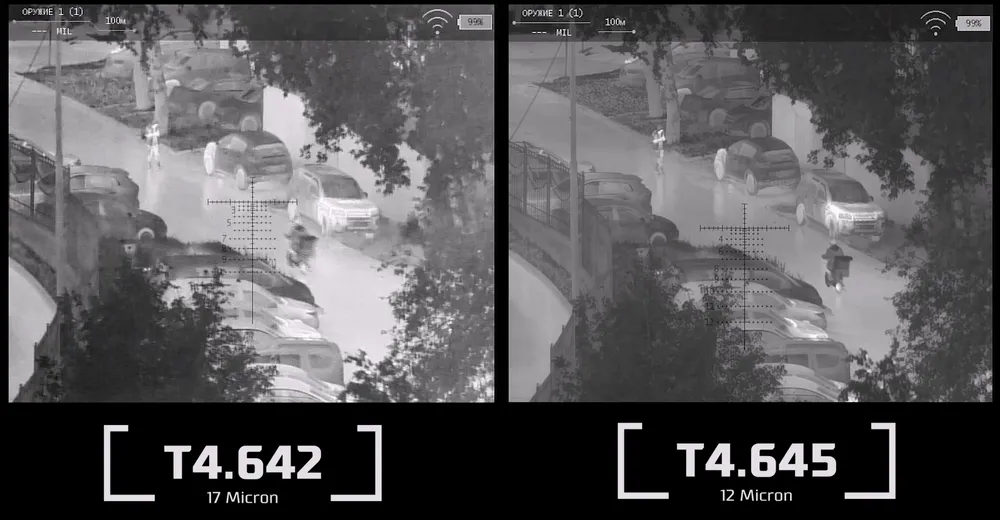 ОРУЖИЕ 1 (1)
100м
--- MIL
99%
ОРУЖИЕ 1 (1)
100м
--- MIL
99%
T4.642
17 Micron
T4.645
12 Micron